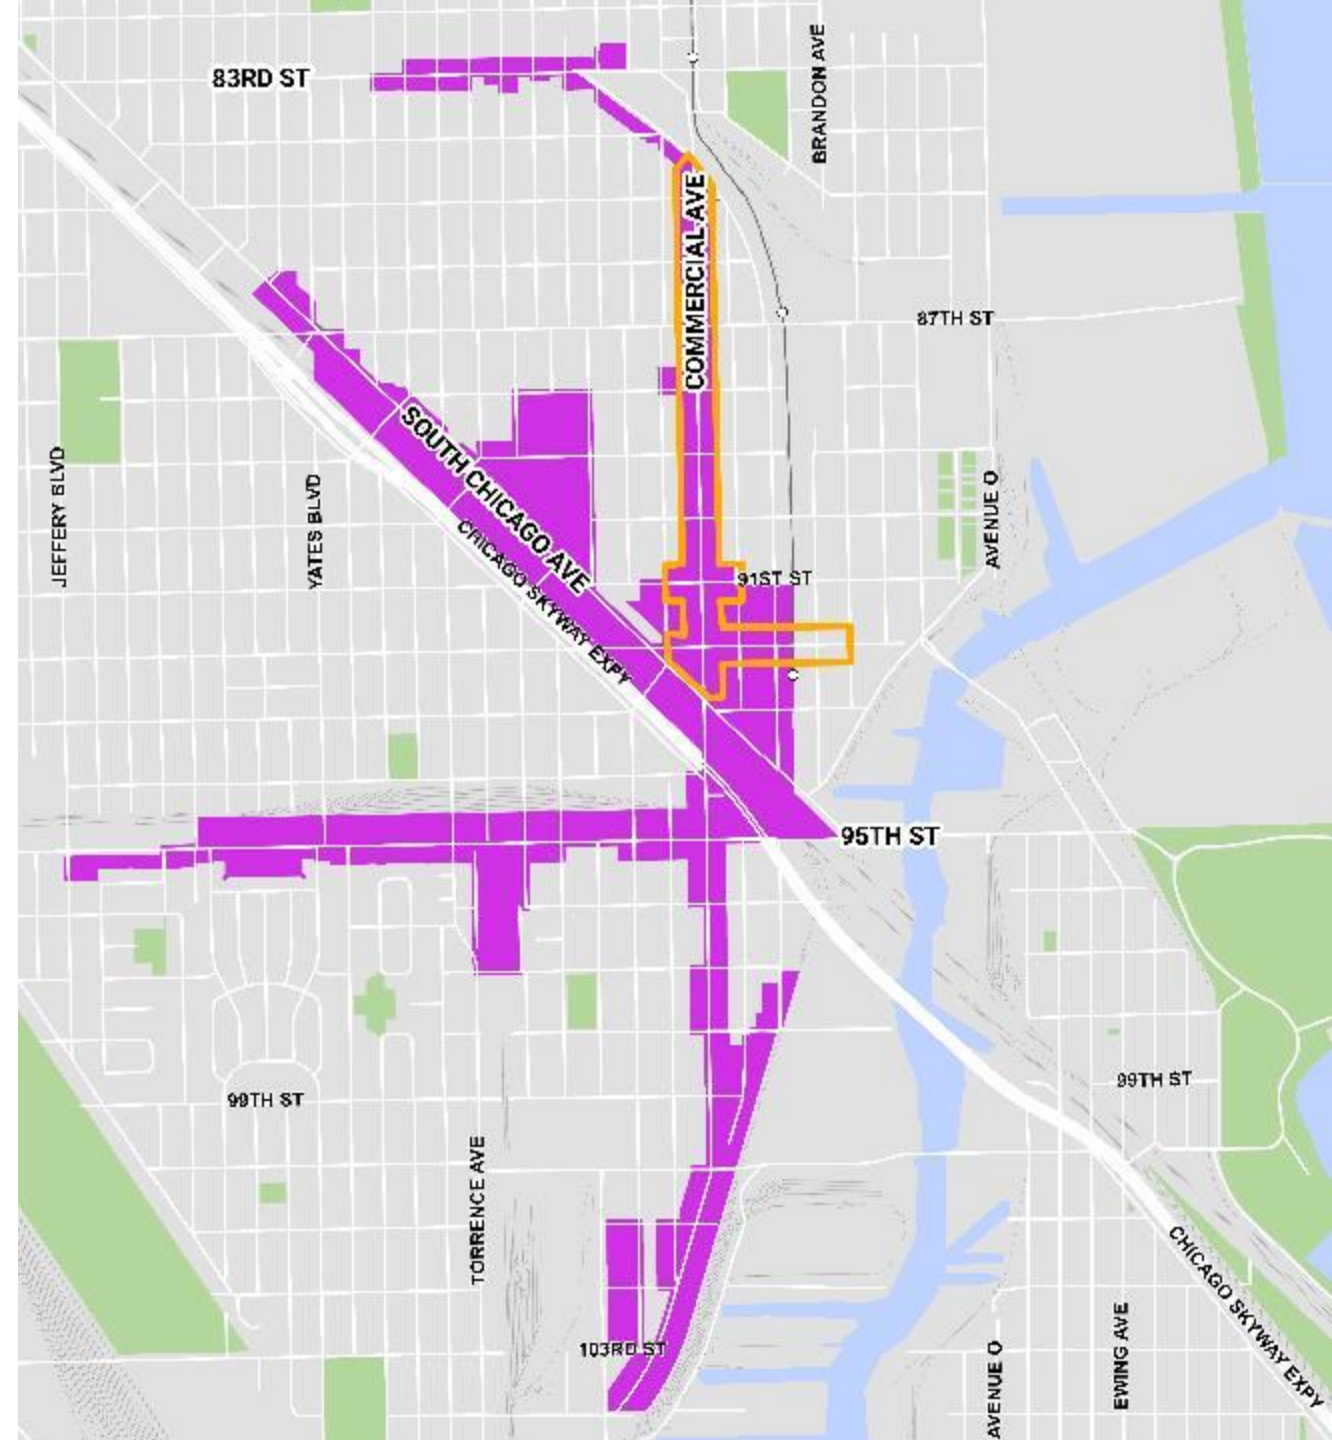 83RD ST
BRANDON AVE
COMMERCIAL AVE
87TH ST
SOUTH CHICAGO AVE
JEFFERY BLVD
YATES BLVD
AVENUE O
CHICAGO SKYWAY EXPY
91ST ST
95TH ST
99TH ST
99TH ST
TORRENCE AVE
CHICAGO SKYWAY EXPY
103RD ST
AVENUE O
EWING AVE